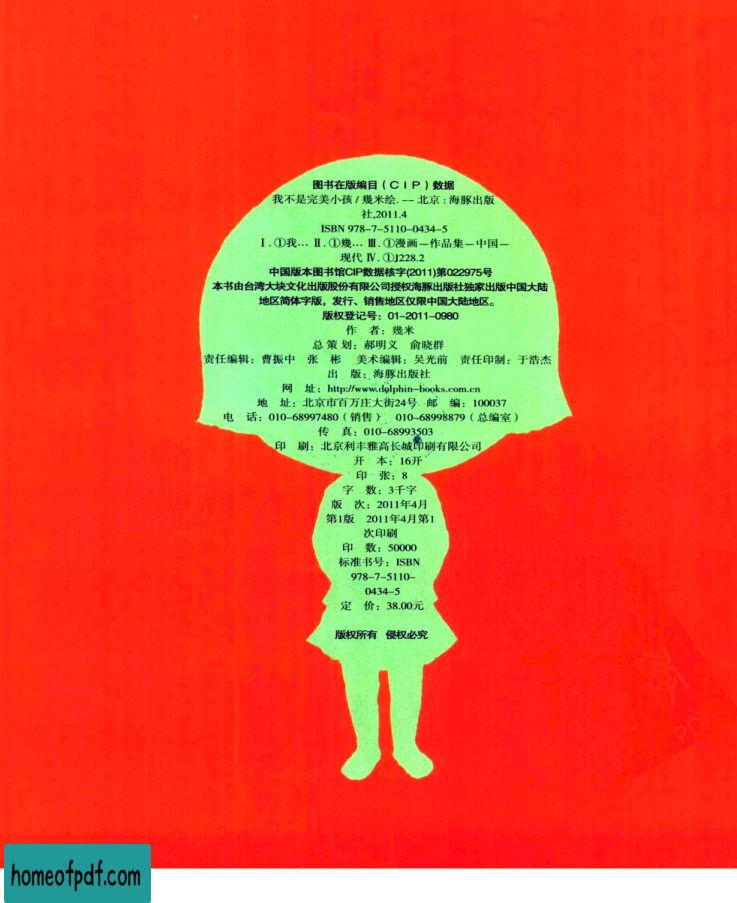 图书在版编目(CIP)数据
我不是完美小孩 / 幾米绘. -- 北京 : 海豚出版
社,2011.4
ISBN 978-7-5110-0434-5
Ⅰ. ①我… Ⅱ. ①幾… Ⅲ. ①漫画－作品集－中国－
现代 Ⅳ. ①J228.2
中国版本图书馆CIP数据核字(2011)第022975号
本书由台湾大块文化出版股份有限公司授权海豚出版社独家出版中国大陆
地区简体字版，发行、销售地区仅限中国大陆地区。
版权登记号：01-2011-0980
作 者：幾米
总 策 划：郝明义 俞晓群
责任编辑：曹振中 张 彬 美术编辑：吴光前 责任印制：于浩杰
出 版：海豚出版社
网 址：http://www.dolphin-books.com.cn
地 址：北京市百万庄大街24号 邮 编：100037
电 话：010-68997480（销售） 010-68998879（总编室）
传 真：010-68993503
印 刷：北京利丰雅高长城印刷有限公司
开 本：16开
印 张：8
字 数：3千字
版 次：2011年4月
第1版 2011年4月第1
次印刷
印 数：50000
标准书号：ISBN
978-7-5110-
0434-5
定 价：38.00元
版权所有 侵权必究
PDF
homeofpdf.com